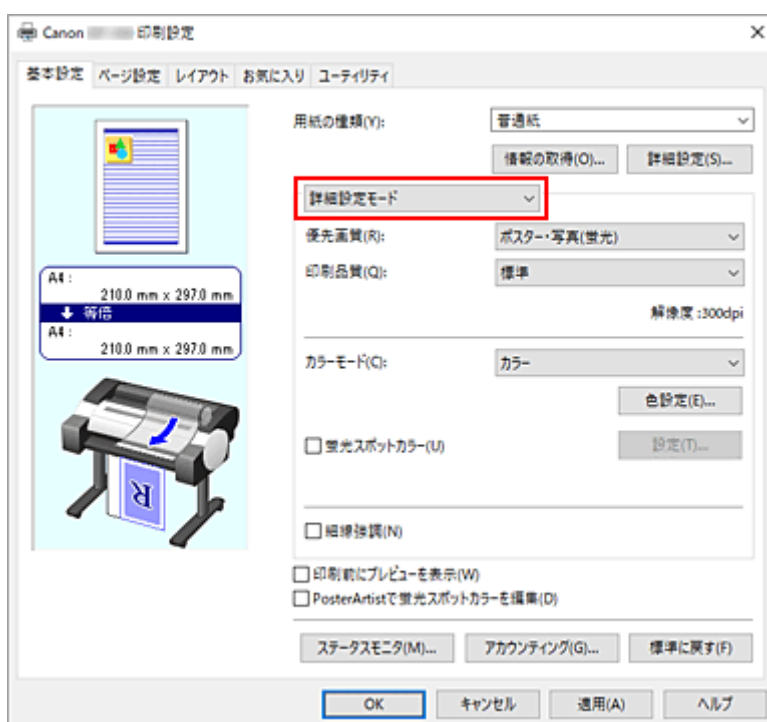 Canon 印刷設定
基本設定 ページ設定 レイアウト お気に入り ユーティリティ
用紙の種類(Y): 普通紙
情報の取得(O)... 詳細設定(S)...
詳細設定モード
優先画質(R): ポスター・写真(蛍光)
印刷品質(Q): 標準
解像度 :300dpi
A4 :
210.0 mm x 297.0 mm
等倍
A4 :
210.0 mm x 297.0 mm
カラーモード(C): カラー
色設定(E)...
蛍光スポットカラー(U) 設定(T)...
R
細線強調(N)
印刷前にプレビューを表示(W)
PosterArtistで蛍光スポットカラーを編集(D)
ステータスモニタ(M)... アカウンティング(G)... 標準に戻す(F)
OK キャンセル 適用(A) ヘルプ